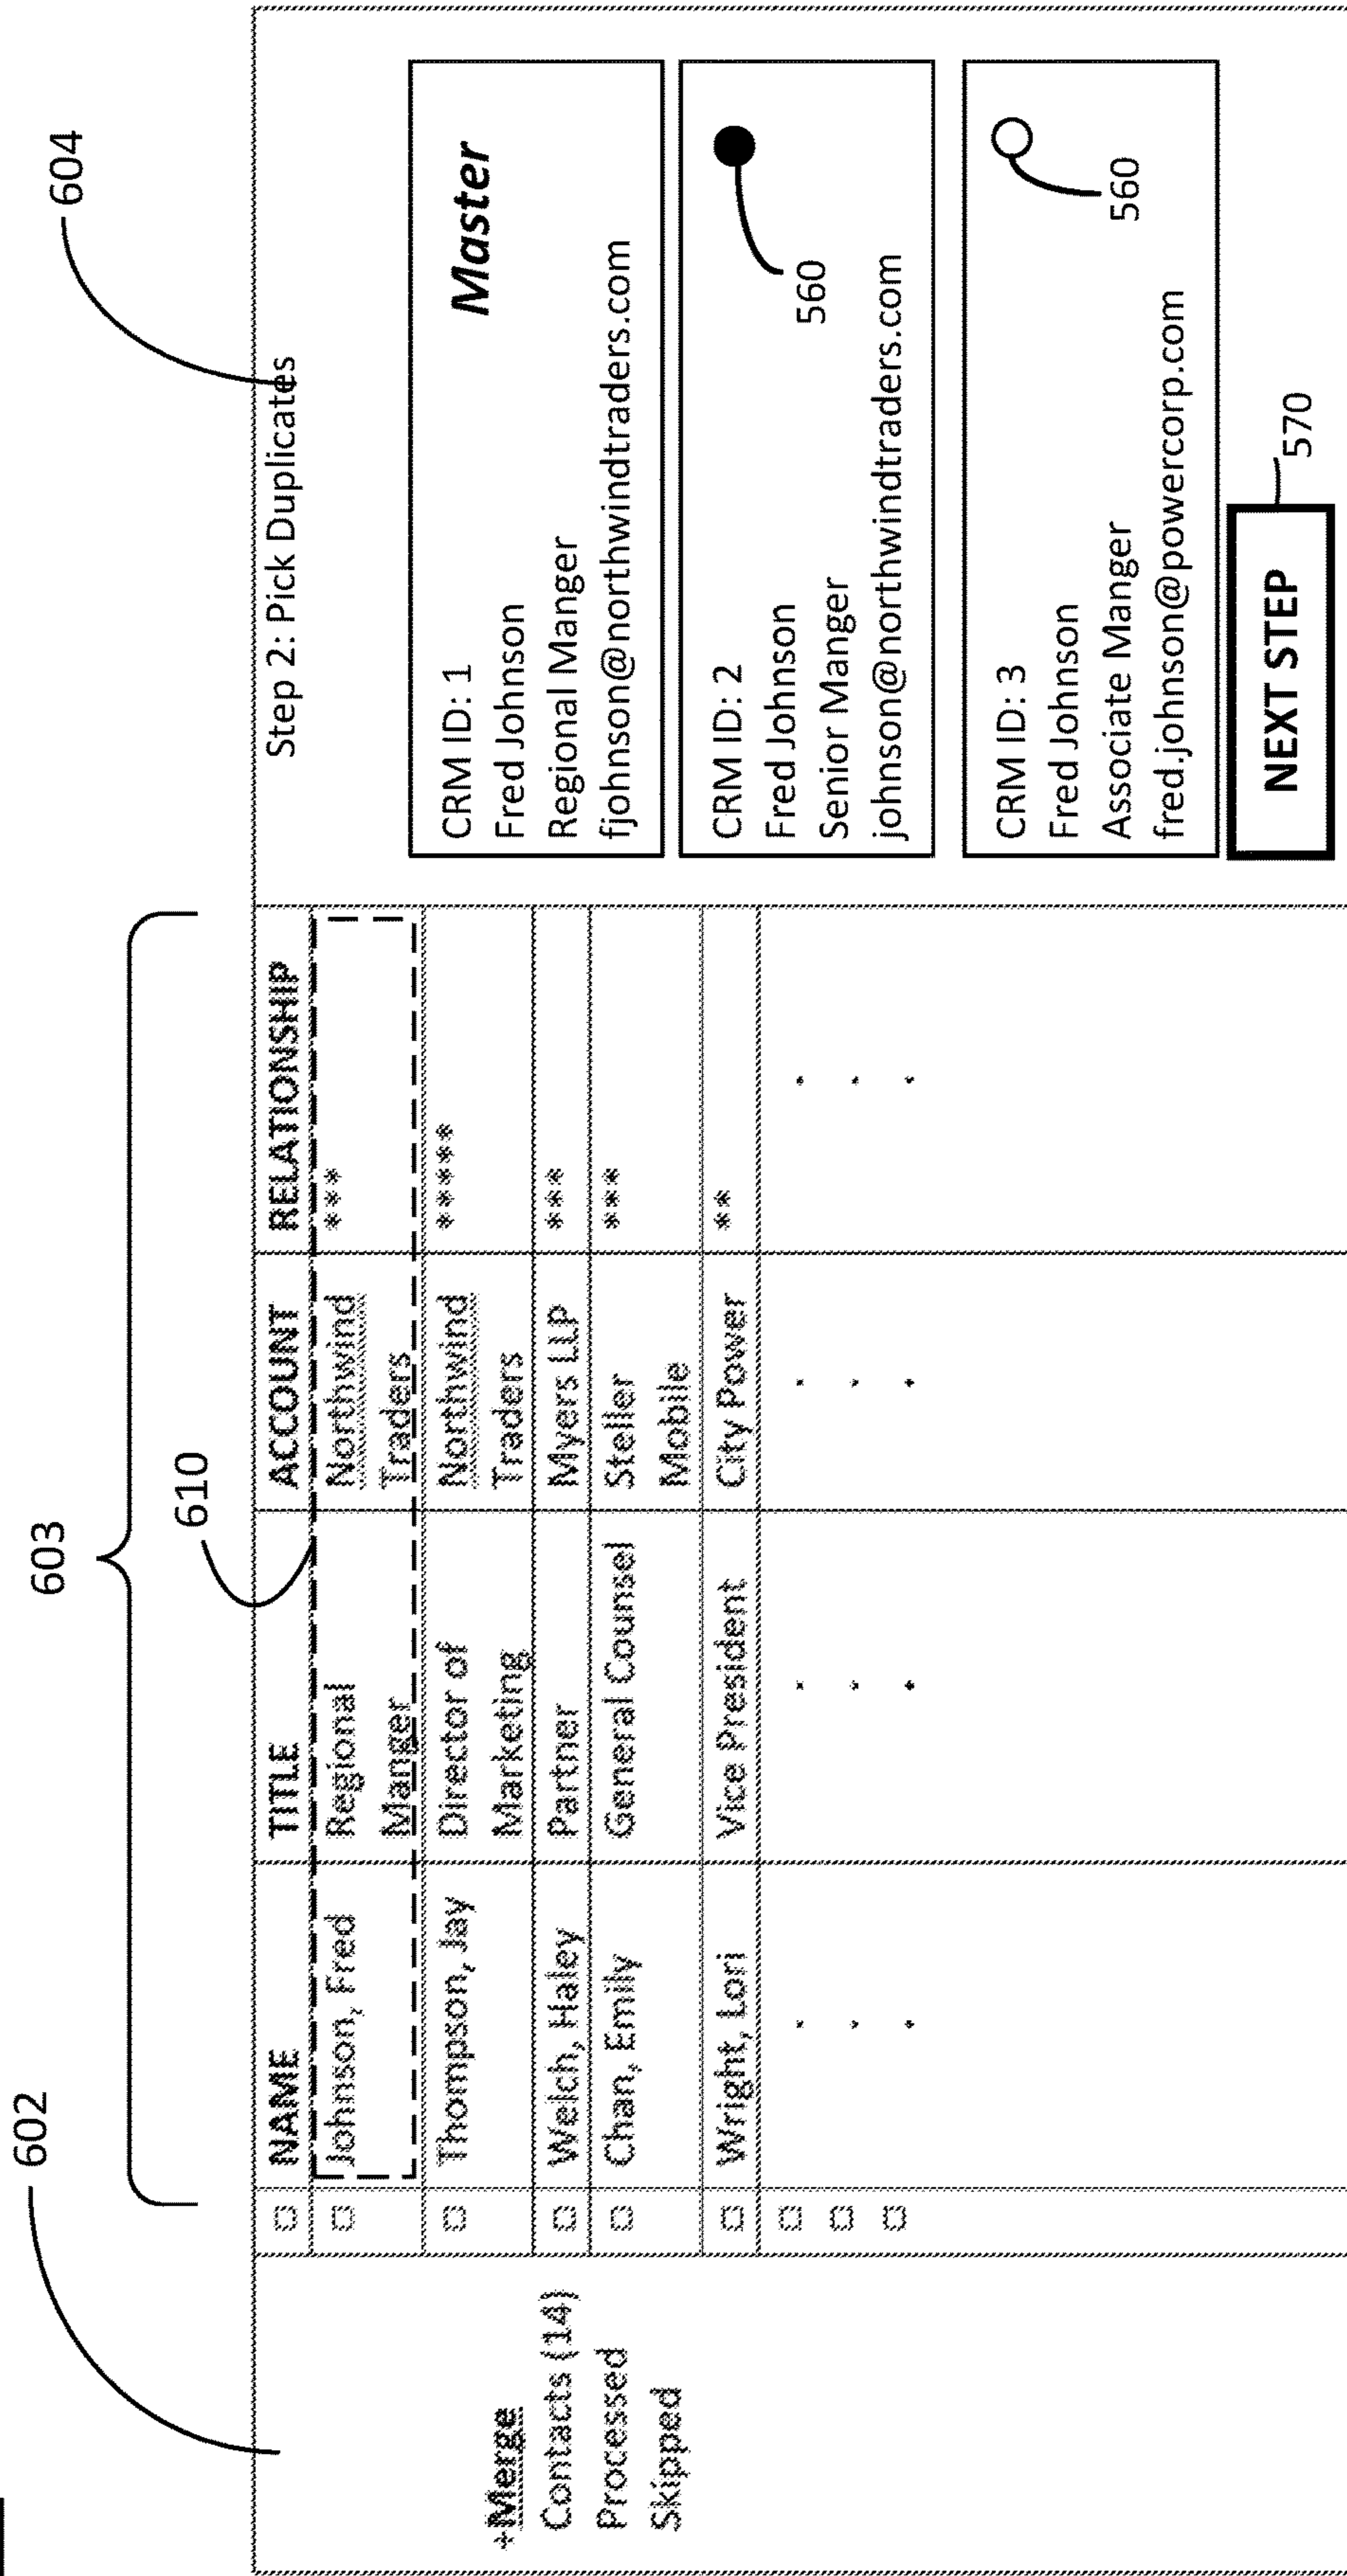 602
603
604
610
+Merge
Contacts (14)
Processed
Skipped
NAME TITLE ACCOUNT RELATIONSHIP
Johnson, Fred Regional Northwind ***
Manger Traders
Thompson, Jay Director of Northwind *****
Marketing Traders
Welch, Haley Partner Myers LLP ***
Chan, Emily General Counsel Steller ***
Mobile
Wright, Lori Vice President City Power **
Step 2: Pick Duplicates
CRM ID: 1
Master
Fred Johnson
Regional Manger
fjohnson@northwindtraders.com
CRM ID: 2
Fred Johnson
Senior Manger
560
johnson@northwindtraders.com
CRM ID: 3
Fred Johnson
Associate Manger
560
fred.johnson@powercorp.com
NEXT STEP
570